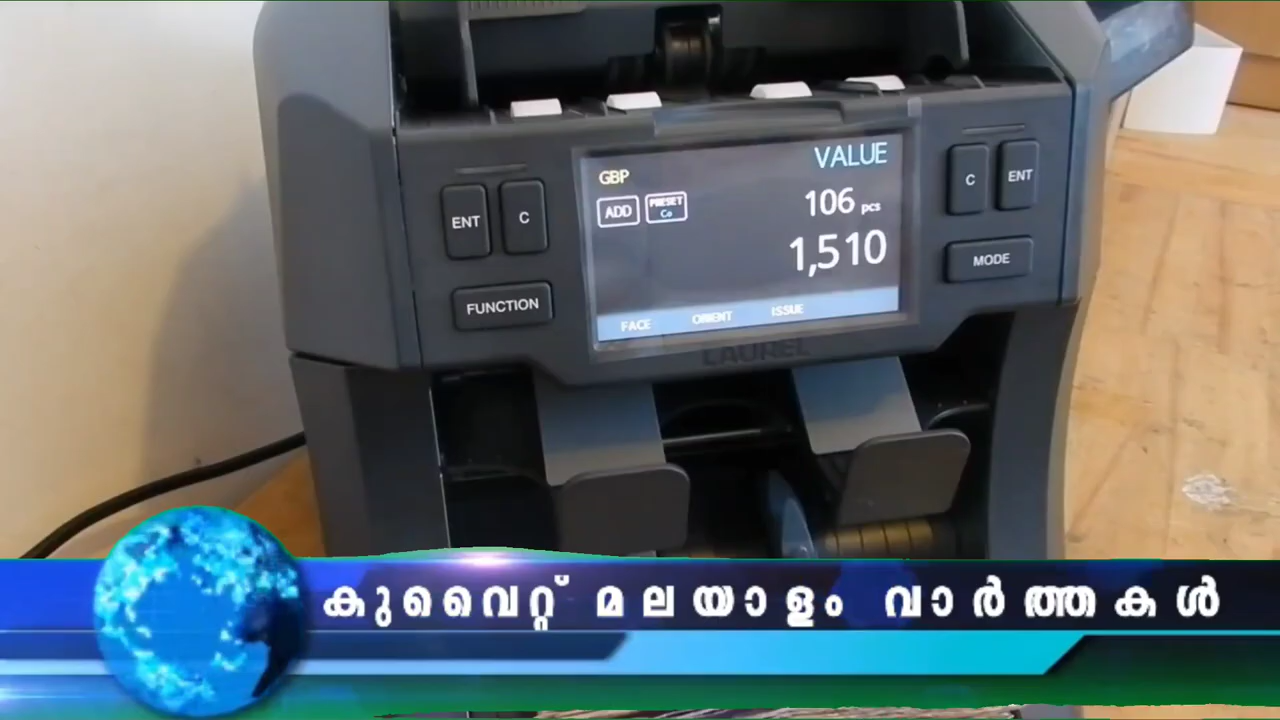 VALUE
GBP
ADD
PRESET
Co
106 pcs
1,510
FACE ORIENT ISSUE
ENT C
FUNCTION
C ENT
MODE
LAUREL
കുവൈറ്റ് മലയാളം വാർത്തകൾ